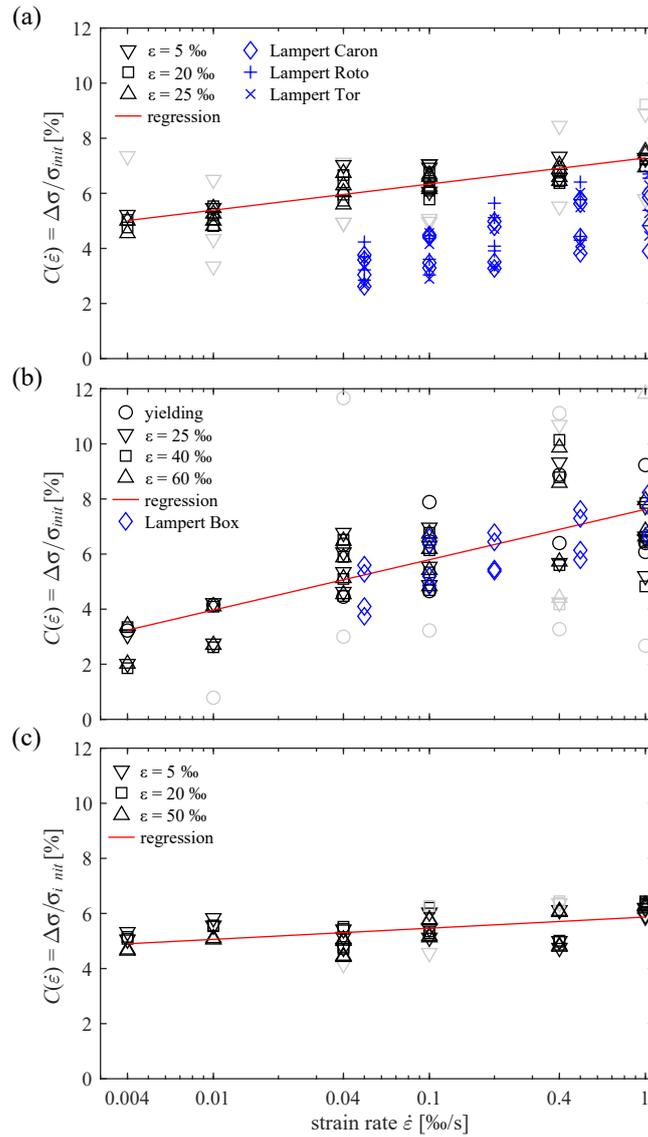 (a)
12
10
8
6
4
2
0
C(ε̇) = Δσ/σinit [%]
ε = 5 ‰
ε = 20 ‰
ε = 25 ‰
regression
Lampert Caron
Lampert Roto
Lampert Tor
(b)
12
10
8
6
4
2
0
C(ε̇) = Δσ/σinit [%]
yielding
ε = 25 ‰
ε = 40 ‰
ε = 60 ‰
regression
Lampert Box
(c)
12
10
8
6
4
2
0
C(ε̇) = Δσ/σi nit [%]
ε = 5 ‰
ε = 20 ‰
ε = 50 ‰
regression
0.004 0.01 0.04 0.1 0.4 1
strain rate ε̇ [‰/s]